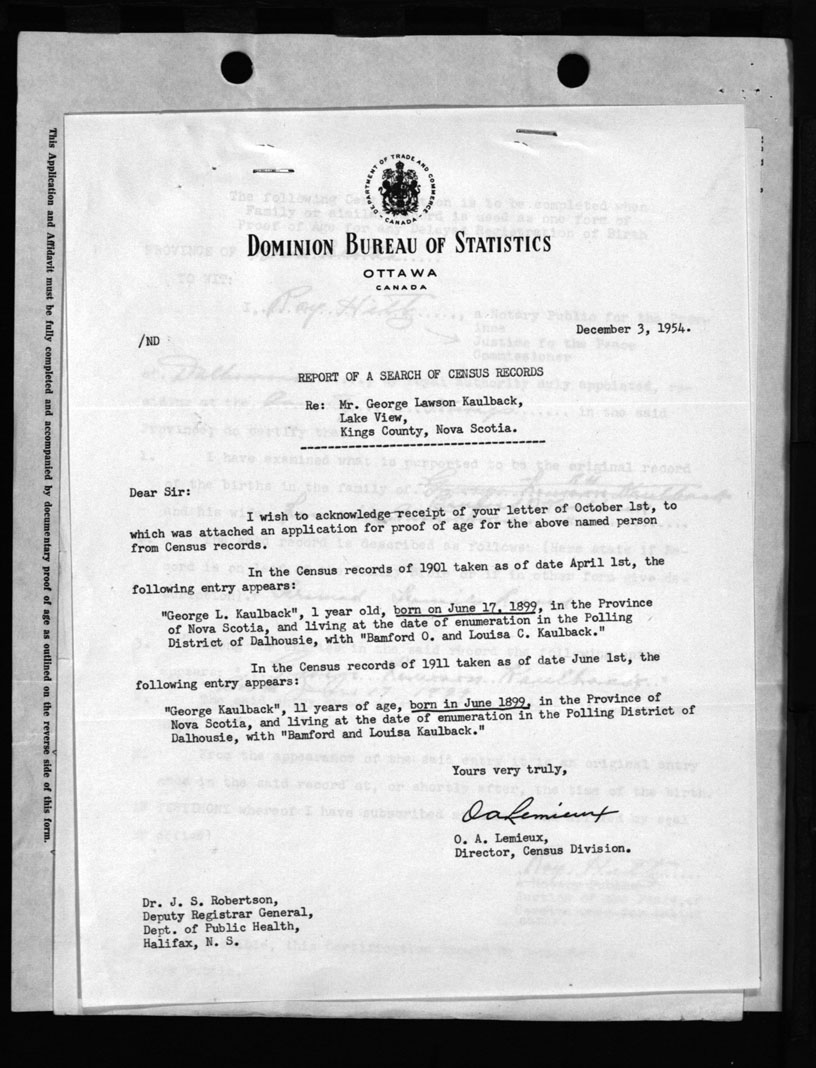 This Application and Affidavit must be fully completed and accompanied by documentary proof of age as outlined on the reverse side of this form.
DEPARTMENT OF TRADE AND COMMERCE
CANADA
DOMINION BUREAU OF STATISTICS
OTTAWA
CANADA
December 3, 1954.
/ND
REPORT OF A SEARCH OF CENSUS RECORDS
Re: Mr. George Lawson Kaulback,
Lake View,
Kings County, Nova Scotia.
Dear Sir:
I wish to acknowledge receipt of your letter of October 1st, to
which was attached an application for proof of age for the above named person
from Census records.
In the Census records of 1901 taken as of date April 1st, the
following entry appears:
"George L. Kaulback", 1 year old, born on June 17, 1899, in the Province
of Nova Scotia, and living at the date of enumeration in the Polling
District of Dalhousie, with "Bamford O. and Louisa C. Kaulback."
In the Census records of 1911 taken as of date June 1st, the
following entry appears:
"George Kaulback", 11 years of age, born in June 1899, in the Province of
Nova Scotia, and living at the date of enumeration in the Polling District of
Dalhousie, with "Bamford and Louisa Kaulback."
Yours very truly,
O A Lemieux
O. A. Lemieux,
Director, Census Division.
Dr. J. S. Robertson,
Deputy Registrar General,
Dept. of Public Health,
Halifax, N. S.